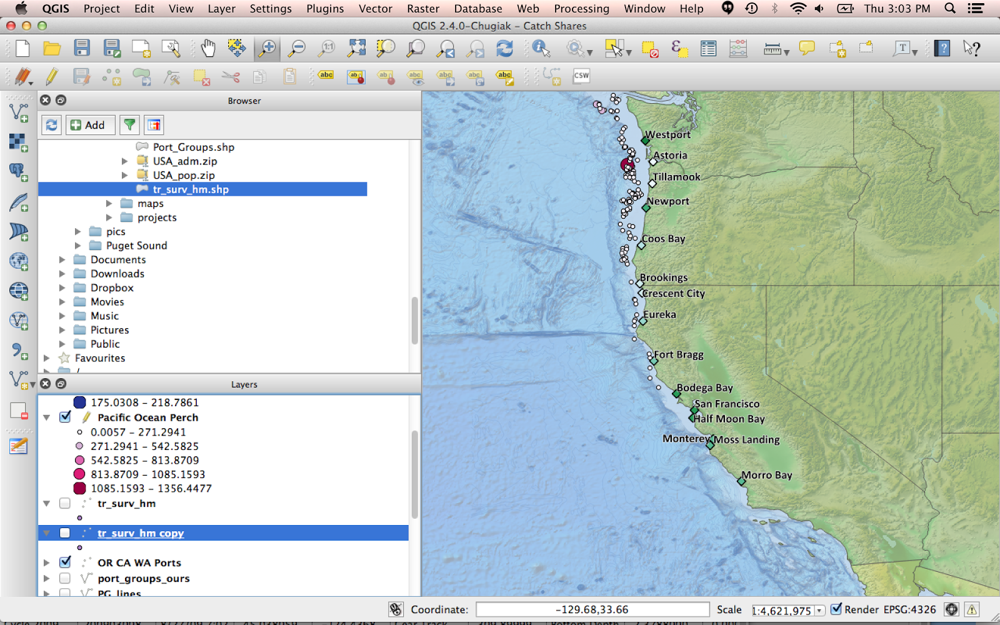 QGIS Project Edit View Layer Settings Plugins Vector Raster Database Web Processing Window Help Thu 3:03 PM
QGIS 2.4.0-Chugiak – Catch Shares
1:1
T
?
?
abc
ab
ab
abc
abc
abc
abc
CSW
Browser
Add
Port_Groups.shp
USA_adm.zip
USA_pop.zip
tr_surv_hm.shp
maps
projects
pics
Puget Sound
Documents
Downloads
Dropbox
Movies
Music
Pictures
Public
Favourites
/
Layers
175.0308 – 218.7861
Pacific Ocean Perch
0.0057 – 271.2941
271.2941 – 542.5825
542.5825 – 813.8709
813.8709 – 1085.1593
1085.1593 – 1356.4477
tr_surv_hm
tr_surv_hm copy
OR CA WA Ports
port_groups_ours
PG_lines
Westport
Astoria
Tillamook
Newport
Coos Bay
Brookings
Crescent City
Eureka
Fort Bragg
Bodega Bay
San Francisco
Half Moon Bay
Monterey
Moss Landing
Morro Bay
Coordinate: –129.68,33.66 Scale 1:4,621,975 Render EPSG:4326